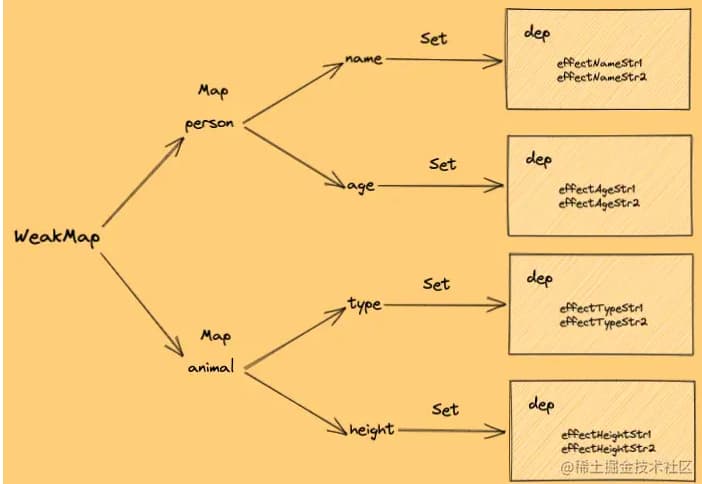 WeakMap
Map
person
name
Set
dep
effectNameStr1
effectNameStr2
age
Set
dep
effectAgeStr1
effectAgeStr2
Map
animal
type
Set
dep
effectTypeStr1
effectTypeStr2
height
Set
dep
effectHeightStr1
effectHeightStr2
@稀土掘金技术社区